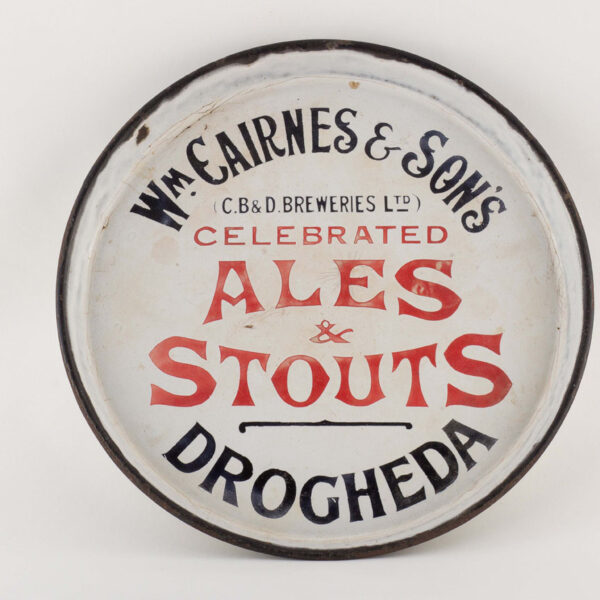 Wm CAIRNES & SON'S
(C.B & D. BREWERIES LTD)
CELEBRATED
ALES
&
STOUTS
DROGHEDA